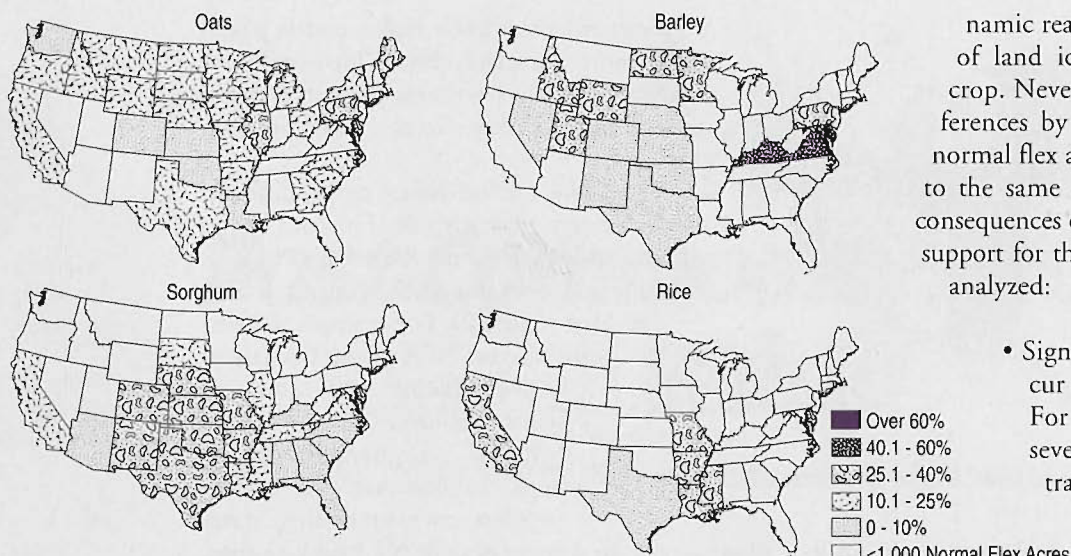 Oats
Barley
Sorghum
Rice
Over 60%
40.1 - 60%
25.1 - 40%
10.1 - 25%
0 - 10%
<1,000 Normal Flex Acres
namic rea
of land ic
crop. Neve
ferences by
normal flex a
to the same
consequences c
support for th
analyzed:
• Sign
cur
For
seve
tra